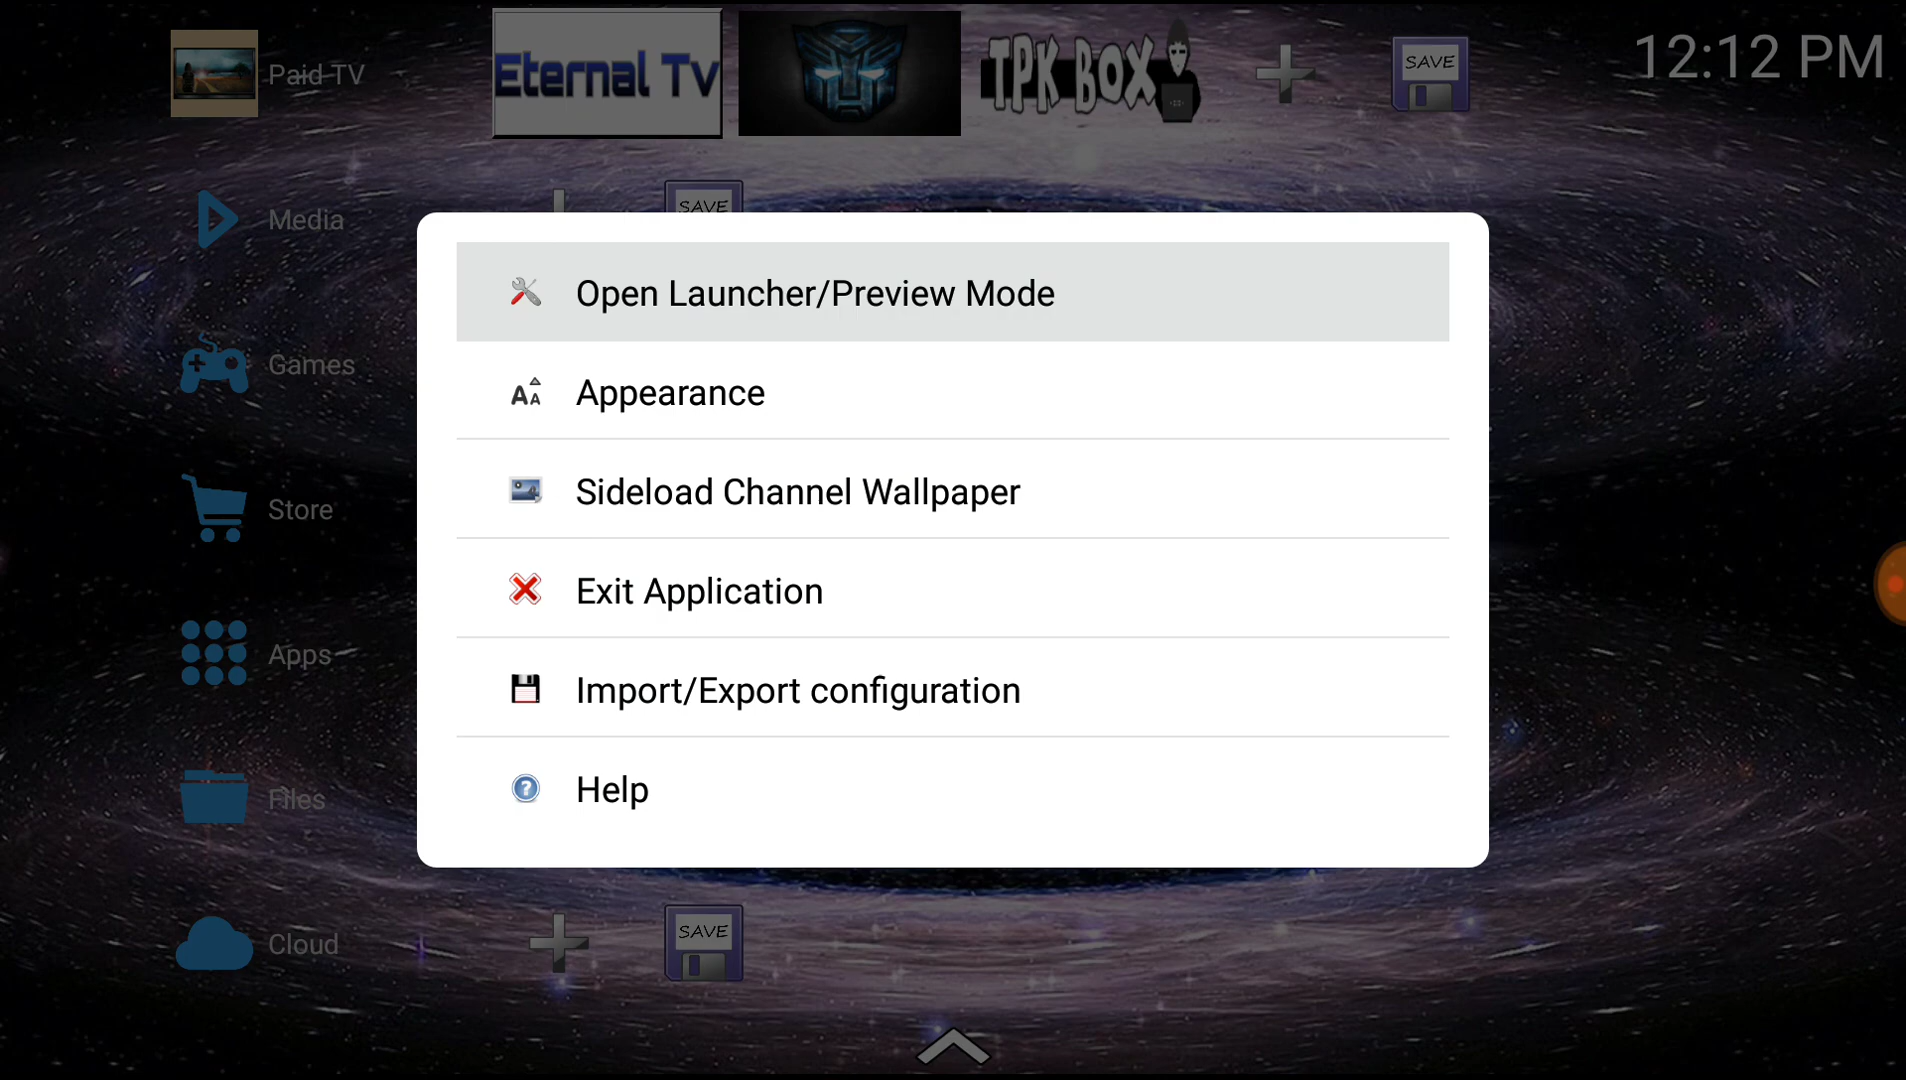 Paid TV
Eternal Tv
TPK BOX
SAVE
12:12 PM
Media
SAVE
Open Launcher/Preview Mode
Games
Appearance
Sideload Channel Wallpaper
Store
Exit Application
Apps
Import/Export configuration
Files
Help
Cloud
SAVE